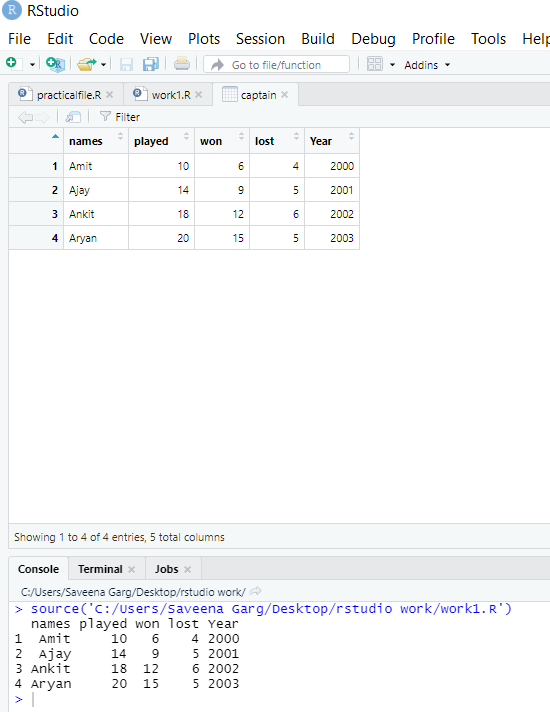 RStudio
File Edit Code View Plots Session Build Debug Profile Tools Help
Go to file/function Addins
practicalfile.R work1.R captain
Filter
names played won lost Year
1 Amit 10 6 4 2000
2 Ajay 14 9 5 2001
3 Ankit 18 12 6 2002
4 Aryan 20 15 5 2003
Showing 1 to 4 of 4 entries, 5 total columns
Console Terminal Jobs
C:/Users/Saveena Garg/Desktop/rstudio work/
> source('C:/Users/Saveena Garg/Desktop/rstudio work/work1.R')
names played won lost Year
1 Amit 10 6 4 2000
2 Ajay 14 9 5 2001
3 Ankit 18 12 6 2002
4 Aryan 20 15 5 2003
>